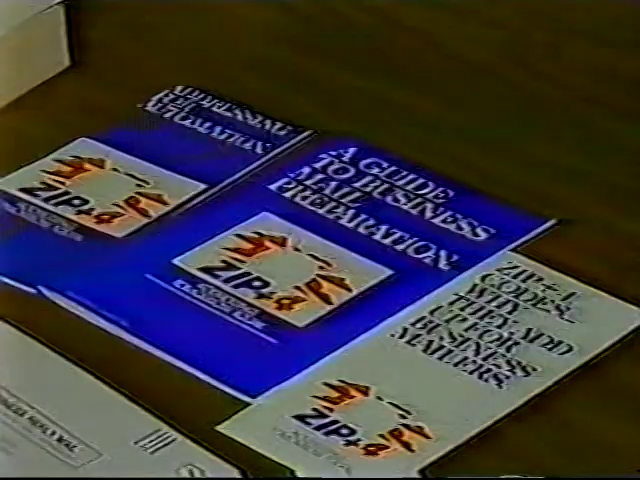 ADDRESSING
FOR
AUTOMATION
ZIP+4
A GUIDE
TO BUSINESS
MAIL
PREPARATION.
ZIP+4
ZIP+4
CODES.
WHY
THEY ADD
UP FOR
BUSINESS
MAILERS.
ZIP+4